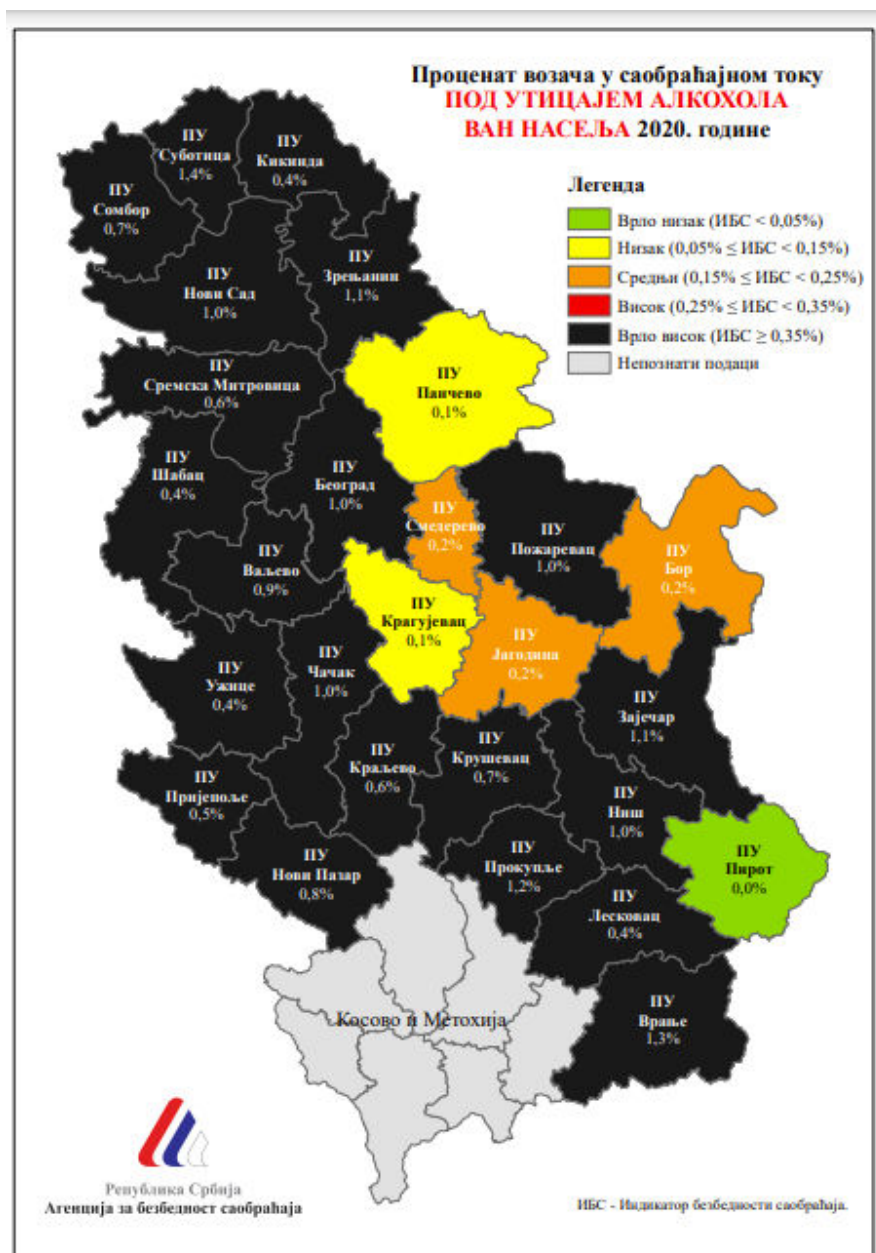 Проценат возача у саобраћајном току
ПОД УТИЦАЈЕМ АЛКОХОЛА
ВАН НАСЕЉА 2020. године
Легенда
Врло низак (ИБС < 0,05%)
Низак (0,05% ≤ ИБС < 0,15%)
Средњи (0,15% ≤ ИБС < 0,25%)
Висок (0,25% ≤ ИБС < 0,35%)
Врло висок (ИБС ≥ 0,35%)
Непознати подаци
ПУ
Суботица
1,4%
ПУ
Кикинда
0,4%
ПУ
Сомбор
0,7%
ПУ
Нови Сад
1,0%
ПУ
Зрењанин
1,1%
ПУ
Сремска Митровица
0,6%
ПУ
Панчево
0,1%
ПУ
Шабац
0,4%
ПУ
Београд
1,0%
ПУ
Смедерево
0,2%
ПУ
Пожаревац
1,0%
ПУ
Бор
0,2%
ПУ
Ваљево
0,9%
ПУ
Крагујевац
0,1%
ПУ
Јагодина
0,2%
ПУ
Ужице
0,4%
ПУ
Чачак
1,0%
ПУ
Зајечар
1,1%
ПУ
Краљево
0,6%
ПУ
Крушевац
0,7%
ПУ
Пријепоље
0,5%
ПУ
Ниш
1,0%
ПУ
Пирот
0,0%
ПУ
Нови Пазар
0,8%
ПУ
Прокупље
1,2%
ПУ
Лесковац
0,4%
ПУ
Врање
1,3%
Косово и Метохија
Република Србија
Агенција за безбедност саобраћаја
ИБС - Индикатор безбедности саобраћаја.